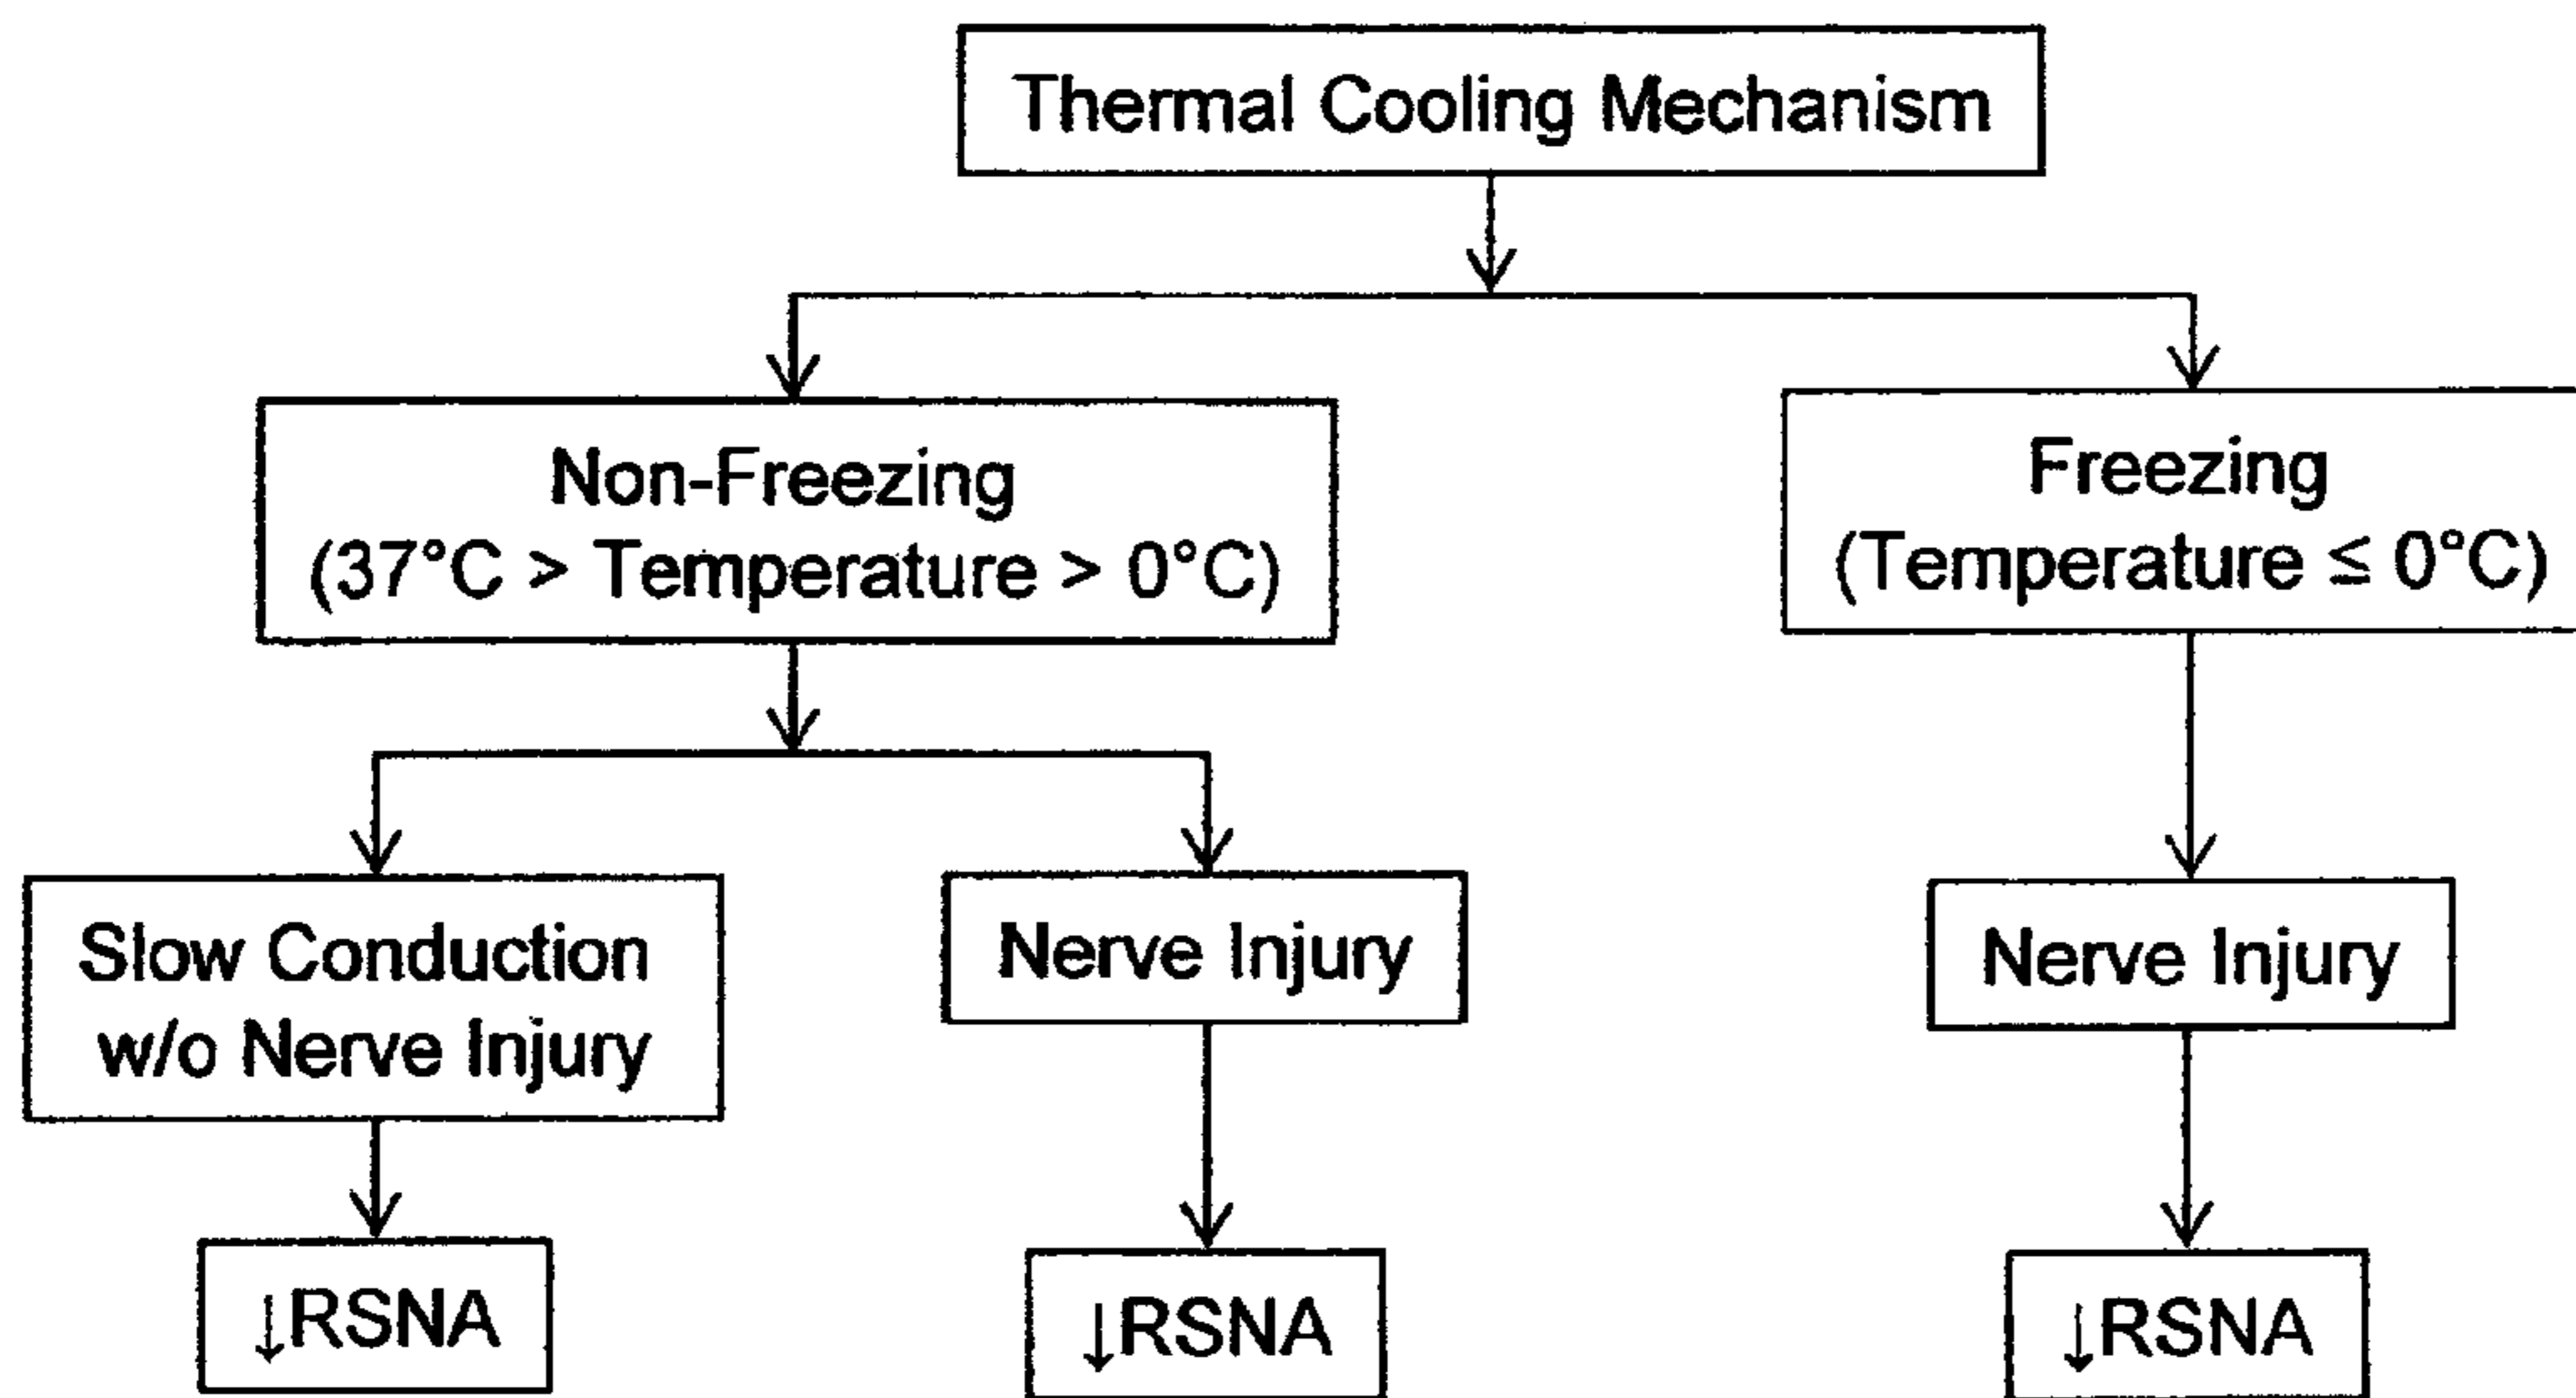 Thermal Cooling Mechanism
Non-Freezing
(37°C > Temperature > 0°C)
Freezing
(Temperature ≤ 0°C)
Slow Conduction
w/o Nerve Injury
Nerve Injury
Nerve Injury
↓RSNA
↓RSNA
↓RSNA